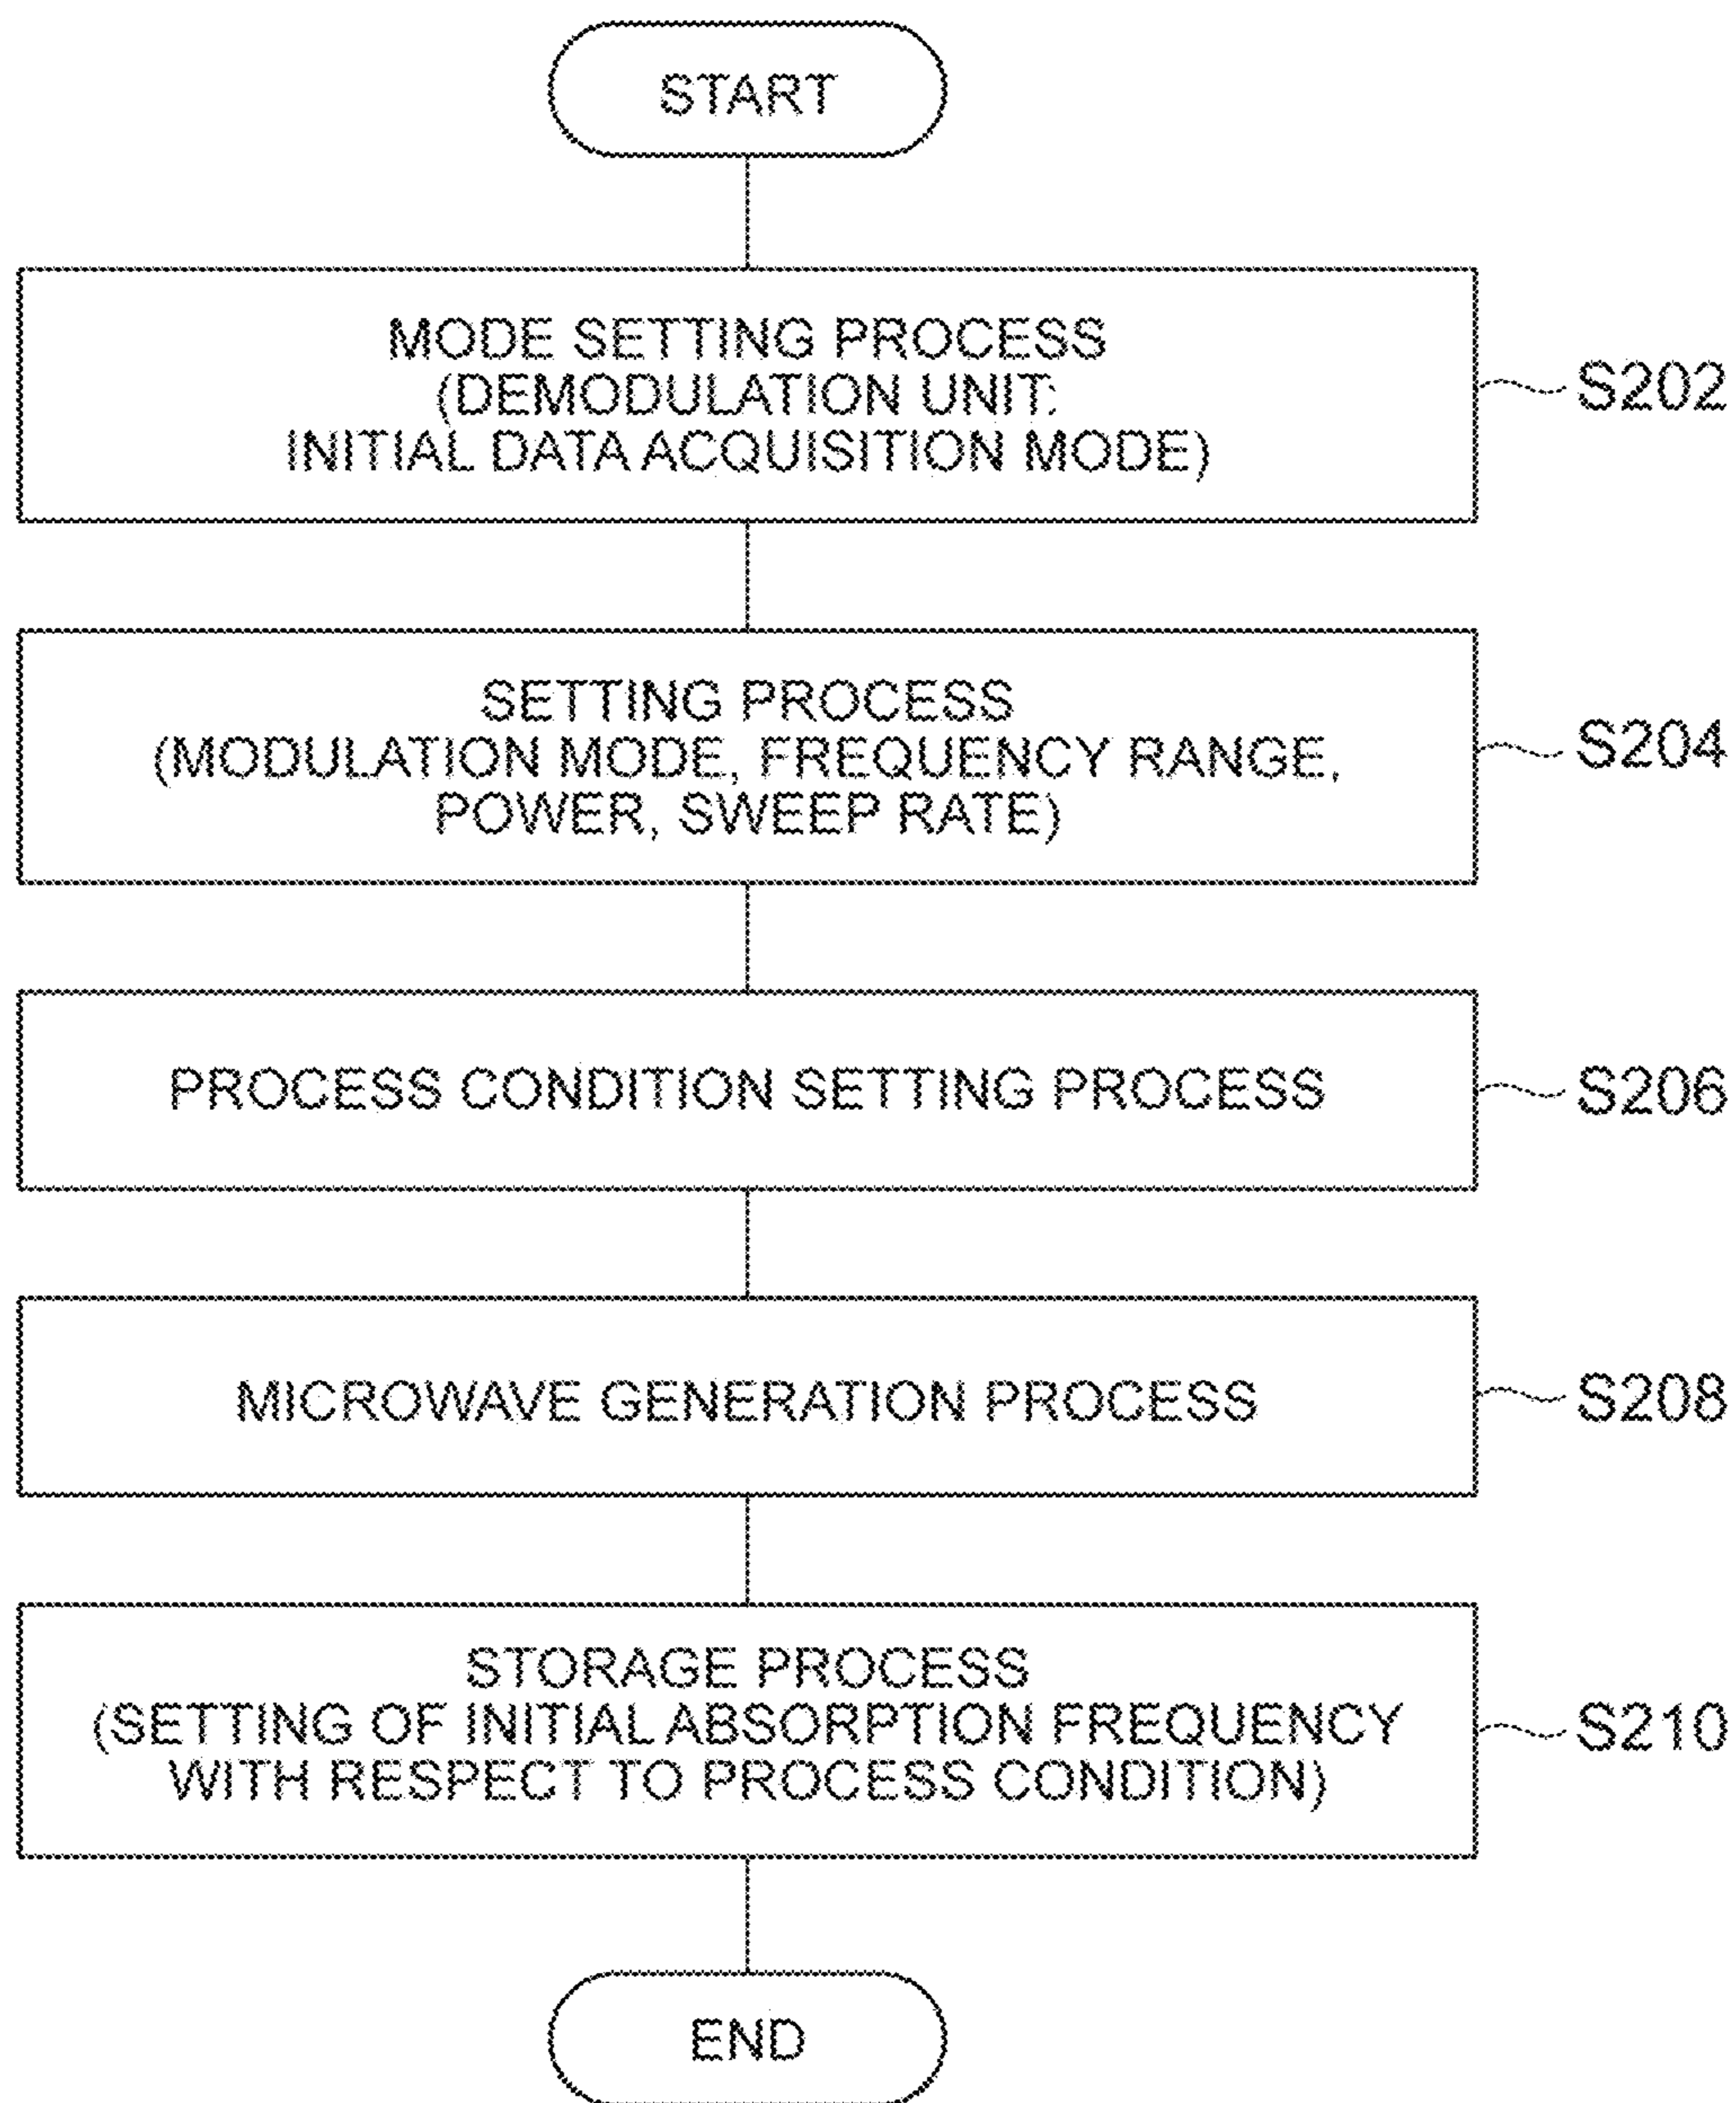 START
MODE SETTING PROCESS
(DEMODULATION UNIT:
INITIAL DATA ACQUISITION MODE)
S202
SETTING PROCESS
(MODULATION MODE, FREQUENCY RANGE,
POWER, SWEEP RATE)
S204
PROCESS CONDITION SETTING PROCESS
S206
MICROWAVE GENERATION PROCESS
S208
STORAGE PROCESS
(SETTING OF INITIAL ABSORPTION FREQUENCY
WITH RESPECT TO PROCESS CONDITION)
S210
END